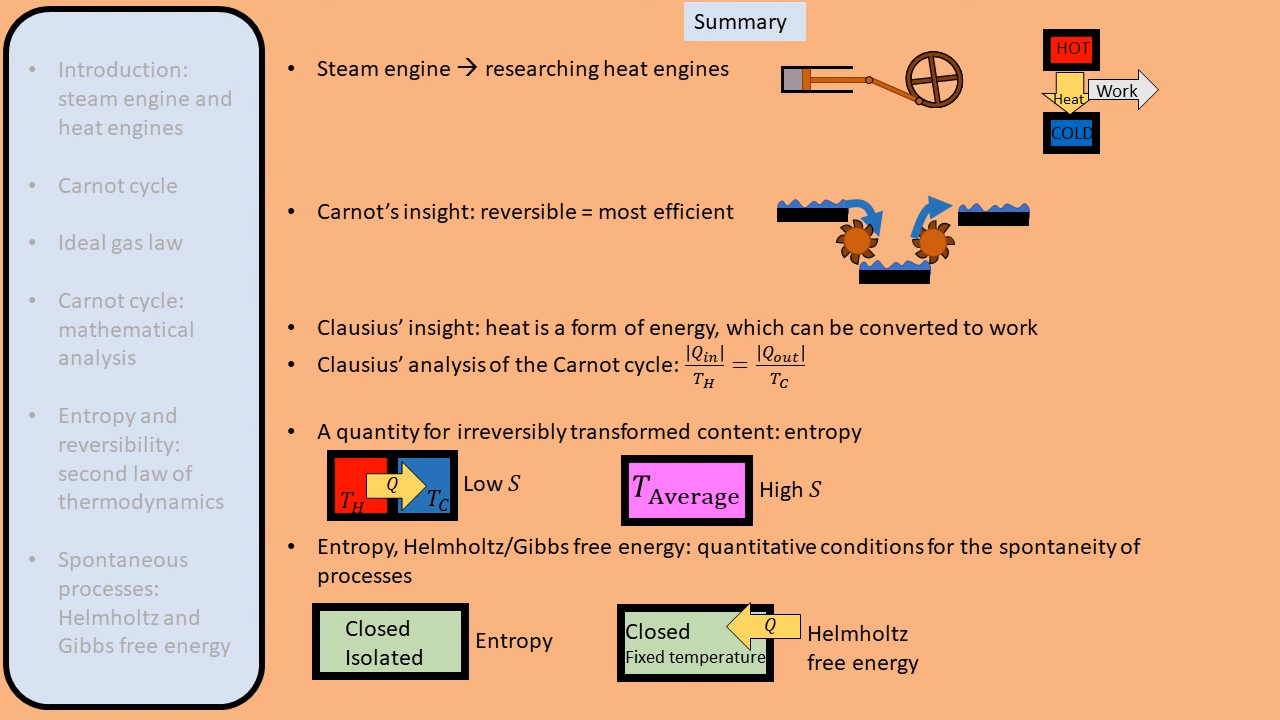 Summary
• Introduction:
steam engine and
heat engines
• Carnot cycle
• Ideal gas law
• Carnot cycle:
mathematical
analysis
• Entropy and
reversibility:
second law of
thermodynamics
• Spontaneous
processes:
Helmholtz and
Gibbs free energy
• Steam engine → researching heat engines
HOT
Heat
Work
COLD
• Carnot’s insight: reversible = most efficient
• Clausius’ insight: heat is a form of energy, which can be converted to work
• Clausius’ analysis of the Carnot cycle: |Q_in|/T_H = |Q_out|/T_C
• A quantity for irreversibly transformed content: entropy
T_H Q T_C Low S
T_Average High S
• Entropy, Helmholtz/Gibbs free energy: quantitative conditions for the spontaneity of
processes
Closed
Isolated
Entropy
Closed
Fixed temperature
Q
Helmholtz
free energy